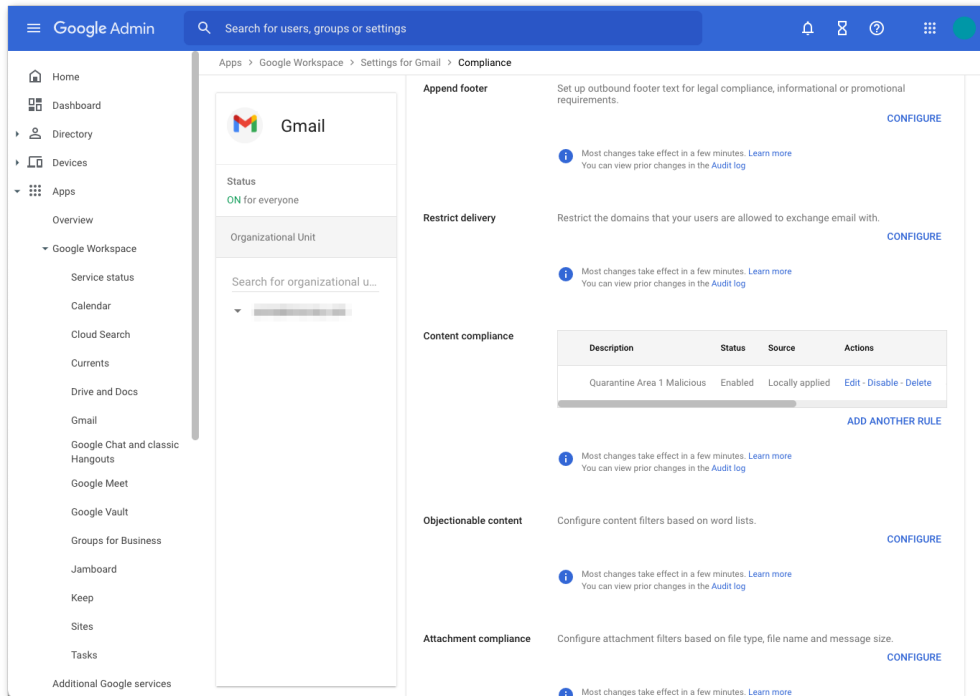 Google Admin
Search for users, groups or settings
Home
Dashboard
Directory
Devices
Apps
Overview
Google Workspace
Service status
Calendar
Cloud Search
Currents
Drive and Docs
Gmail
Google Chat and classic
Hangouts
Google Meet
Google Vault
Groups for Business
Jamboard
Keep
Sites
Tasks
Additional Google services
Apps > Google Workspace > Settings for Gmail > Compliance
Gmail
Status
ON for everyone
Organizational Unit
Search for organizational u...
Append footer
Set up outbound footer text for legal compliance, informational or promotional
requirements.
CONFIGURE
Most changes take effect in a few minutes. Learn more
You can view prior changes in the Audit log
Restrict delivery
Restrict the domains that your users are allowed to exchange email with.
CONFIGURE
Most changes take effect in a few minutes. Learn more
You can view prior changes in the Audit log
Content compliance
Description Status Source Actions
Quarantine Area 1 Malicious Enabled Locally applied Edit - Disable - Delete
ADD ANOTHER RULE
Most changes take effect in a few minutes. Learn more
You can view prior changes in the Audit log
Objectionable content
Configure content filters based on word lists.
CONFIGURE
Most changes take effect in a few minutes. Learn more
You can view prior changes in the Audit log
Attachment compliance
Configure attachment filters based on file type, file name and message size.
CONFIGURE
Most changes take effect in a few minutes. Learn more